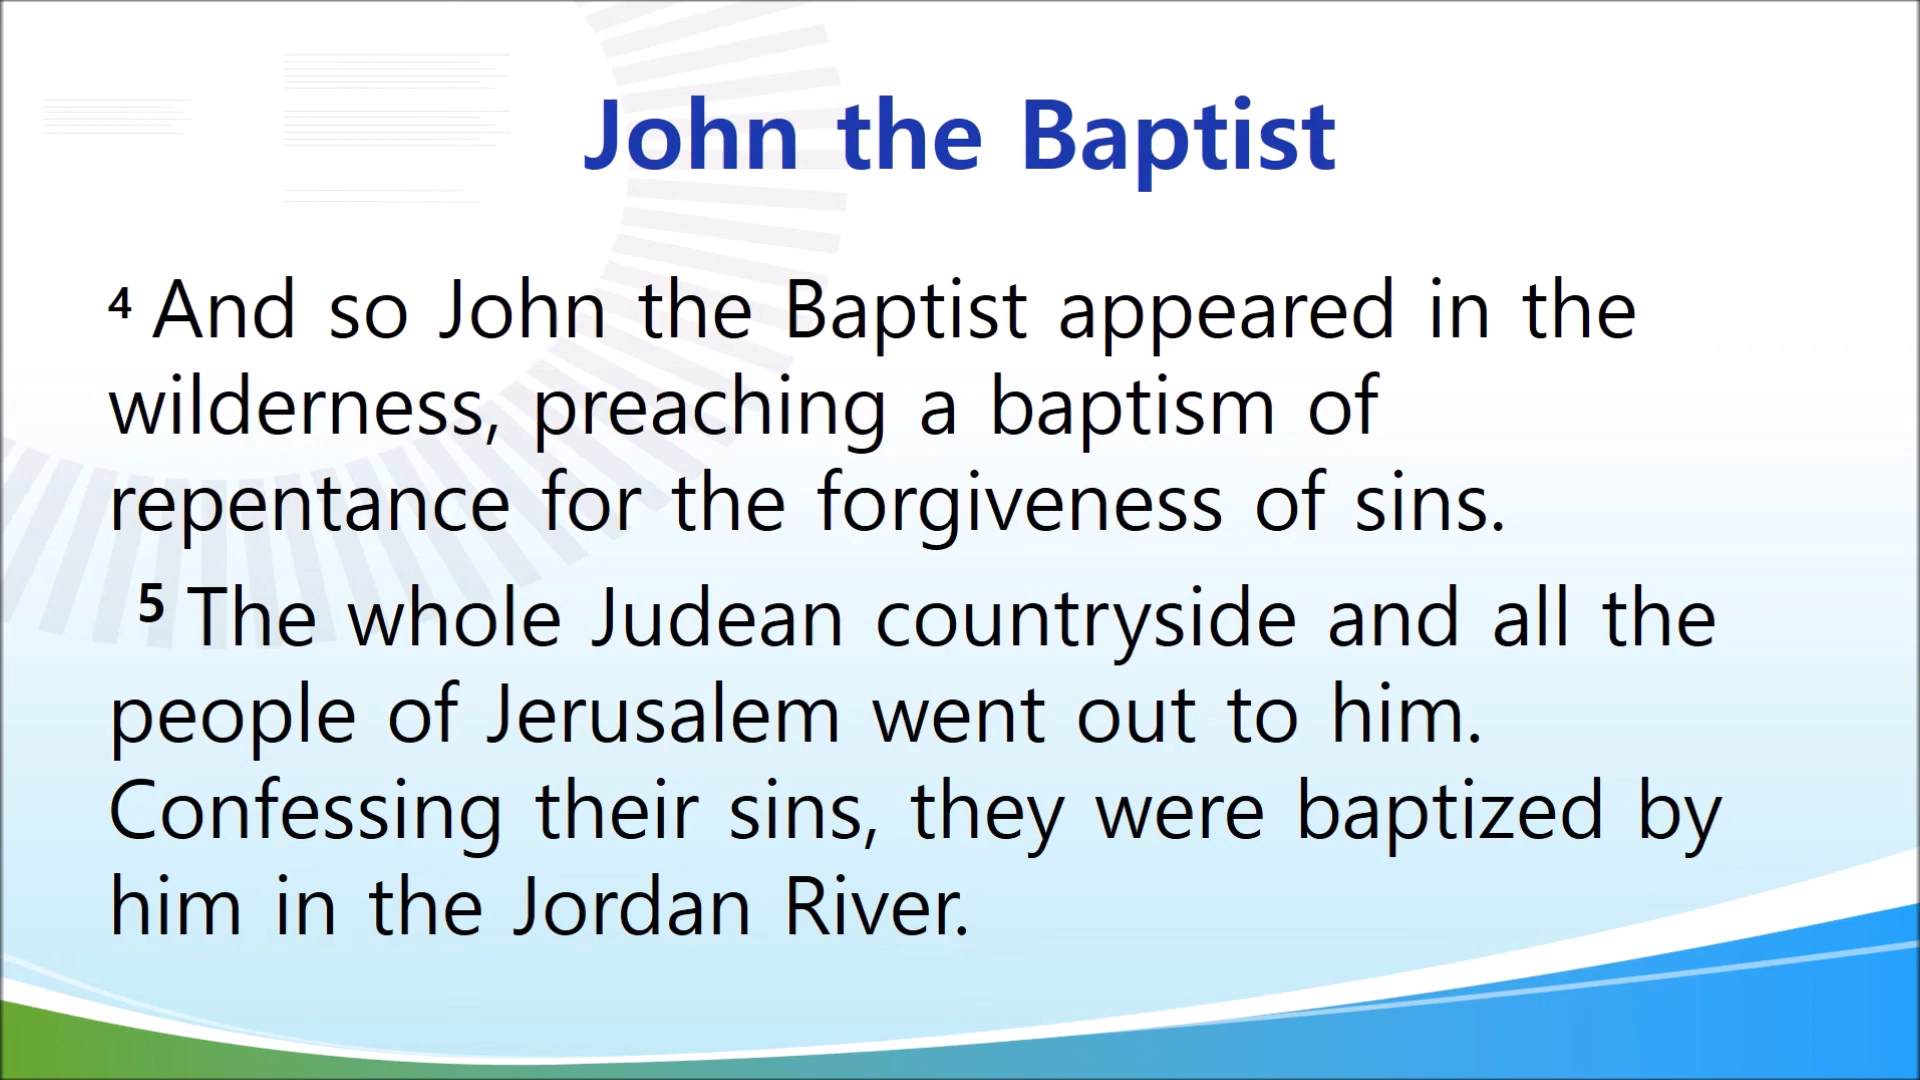 John the Baptist
4 And so John the Baptist appeared in the
wilderness, preaching a baptism of
repentance for the forgiveness of sins.
5 The whole Judean countryside and all the
people of Jerusalem went out to him.
Confessing their sins, they were baptized by
him in the Jordan River.